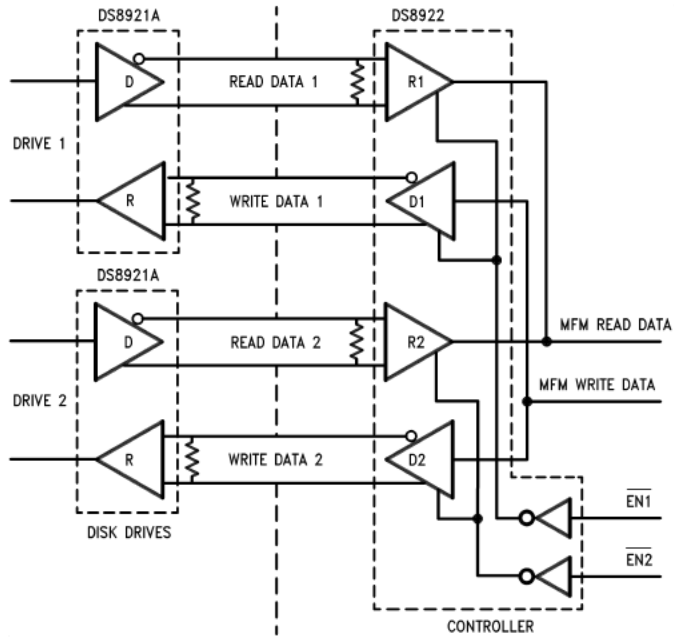 DS8921A
DS8922
D
READ DATA 1
R1
DRIVE 1
R
WRITE DATA 1
D1
DS8921A
D
READ DATA 2
R2
MFM READ DATA
MFM WRITE DATA
DRIVE 2
R
WRITE DATA 2
D2
EN1
DISK DRIVES
EN2
CONTROLLER